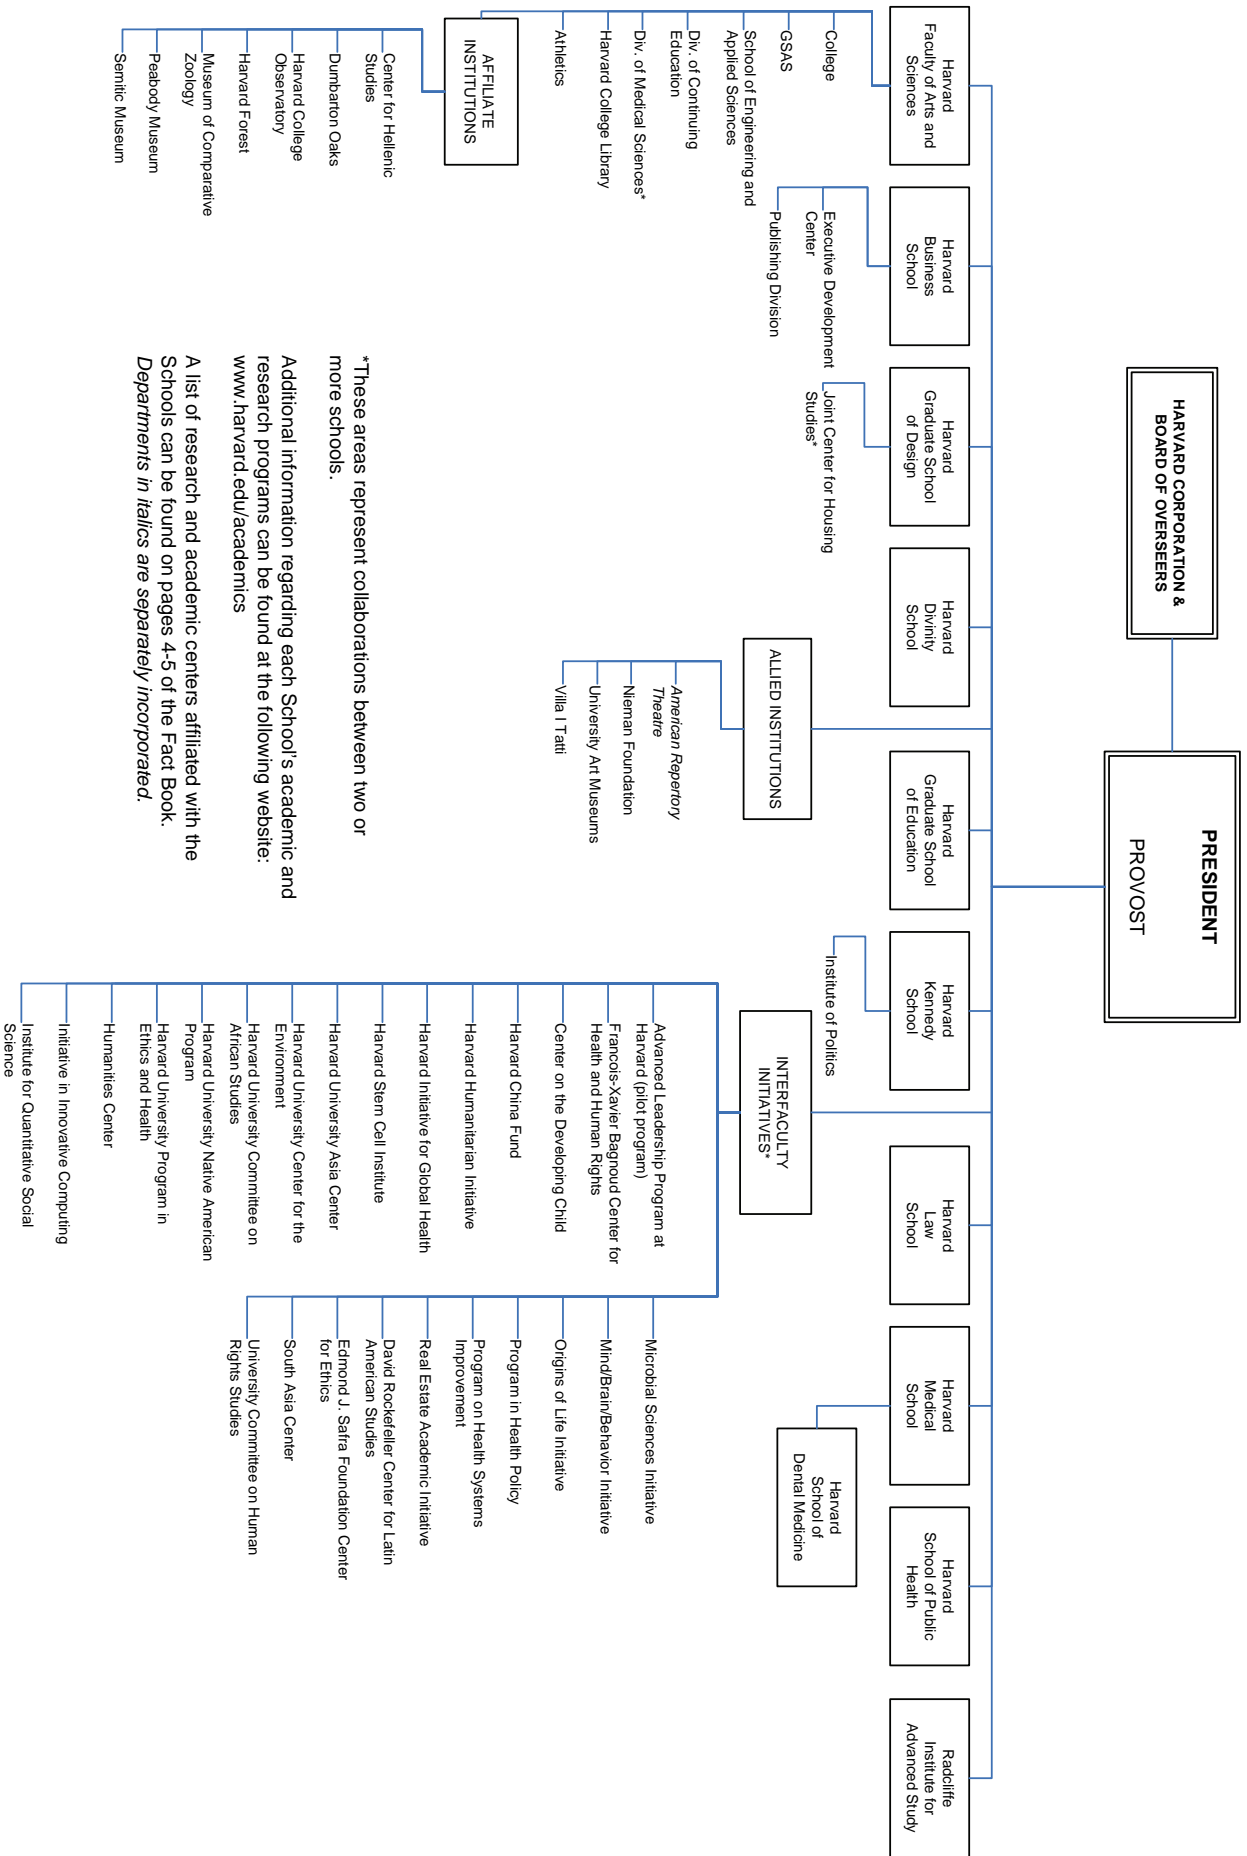 HARVARD CORPORATION &
BOARD OF OVERSEERS
PRESIDENT
PROVOST
Harvard
Faculty of Arts and
Sciences
College
GSAS
School of Engineering and
Applied Sciences
Div. of Continuing
Education
Div. of Medical Sciences*
Harvard College Library
Athletics
AFFILIATE
INSTITUTIONS
Center for Hellenic
Studies
Dumbarton Oaks
Harvard College
Observatory
Harvard Forest
Museum of Comparative
Zoology
Peabody Museum
Semitic Museum
Harvard
Business
School
Executive Development
Center
Publishing Division
Harvard
Graduate School
of Design
Joint Center for Housing
Studies*
Harvard
Divinity
School
ALLIED INSTITUTIONS
American Repertory
Theatre
Nieman Foundation
University Art Museums
Villa I Tatti
Harvard
Graduate School
of Education
Harvard
Kennedy
School
Institute of Politics
INTERFACULTY
INITIATIVES*
Advanced Leadership Program at
Harvard (pilot program)
Francois-Xavier Bagnoud Center for
Health and Human Rights
Center on the Developing Child
Harvard China Fund
Harvard Humanitarian Initiative
Harvard Initiative for Global Health
Harvard Stem Cell Institute
Harvard University Asia Center
Harvard University Center for the
Environment
Harvard University Committee on
African Studies
Harvard University Native American
Program
Harvard University Program in
Ethics and Health
Humanities Center
Initiative in Innovative Computing
Institute for Quantitative Social
Science
Microbial Sciences Initiative
Mind/Brain/Behavior Initiative
Origins of Life Initiative
Program in Health Policy
Program on Health Systems
Improvement
Real Estate Academic Initiative
David Rockefeller Center for Latin
American Studies
Edmond J. Safra Foundation Center
for Ethics
South Asia Center
University Committee on Human
Rights Studies
Harvard
Law
School
Harvard
Medical
School
Harvard
School of
Dental Medicine
Harvard
School of Public
Health
Radcliffe
Institute for
Advanced Study
*These areas represent collaborations between two or
more schools.
Additional information regarding each School's academic and
research programs can be found at the following website:
www.harvard.edu/academics
A list of research and academic centers affiliated with the
Schools can be found on pages 4-5 of the Fact Book.
Departments in italics are separately incorporated.